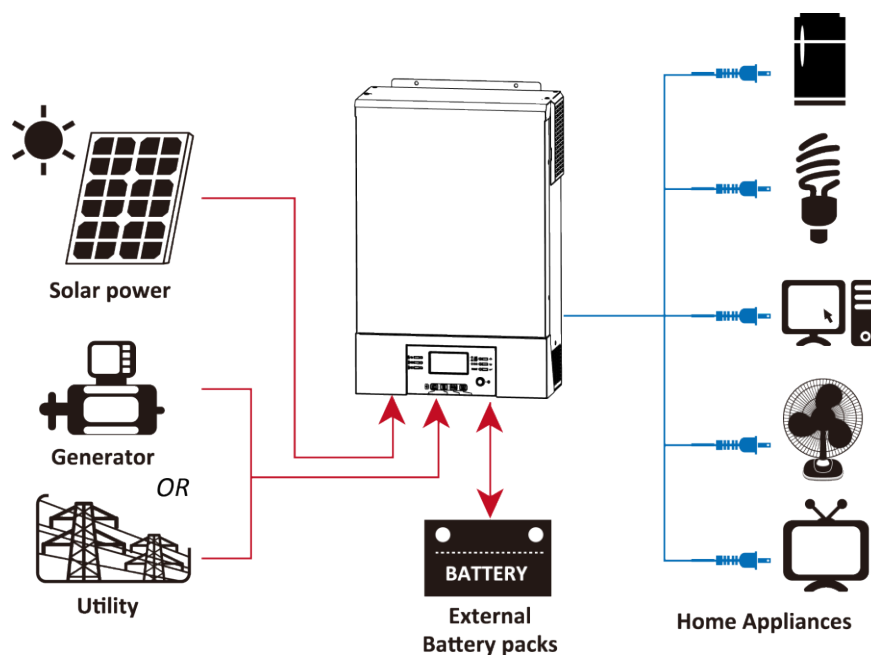 Solar power
Generator
OR
Utility
BATTERY
External
Battery packs
Home Appliances